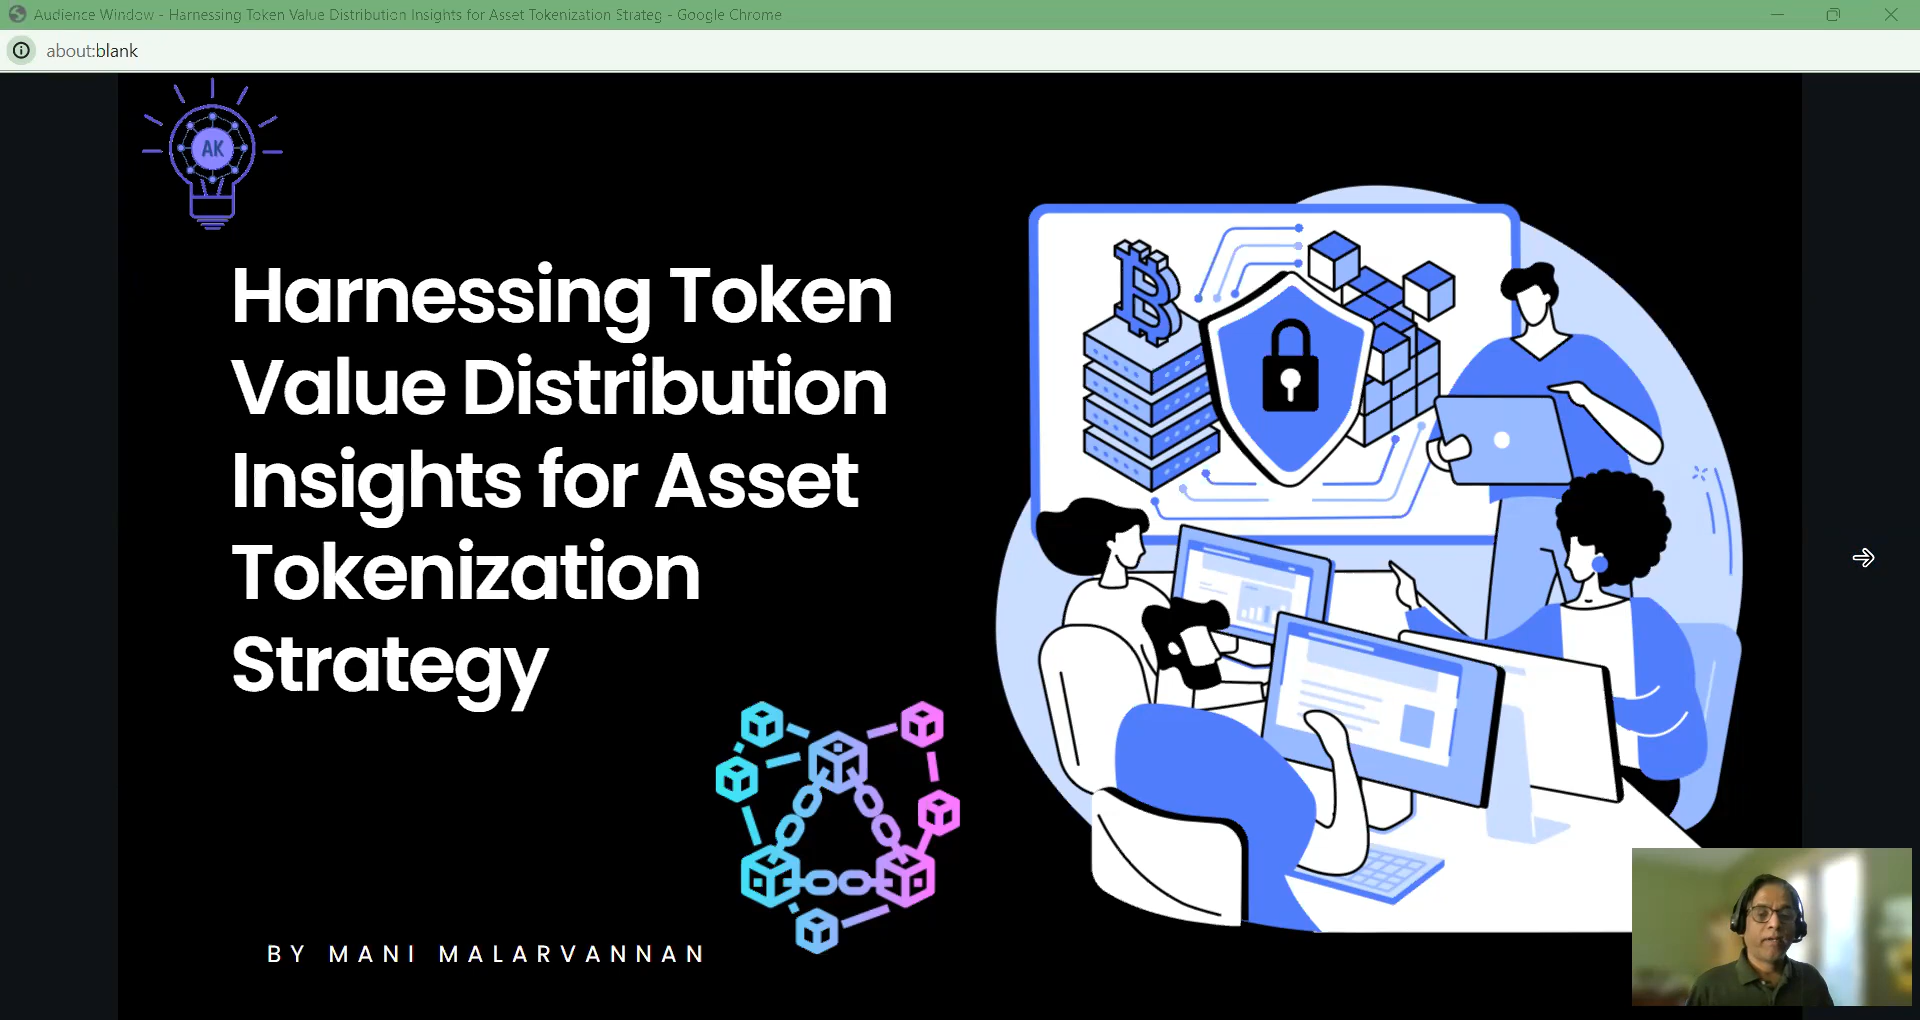 Audience Window - Harnessing Token Value Distribution Insights for Asset Tokenization Strateg - Google Chrome
about:blank
AK
Harnessing Token
Value Distribution
Insights for Asset
Tokenization
Strategy
BY MANI MALARVANNAN